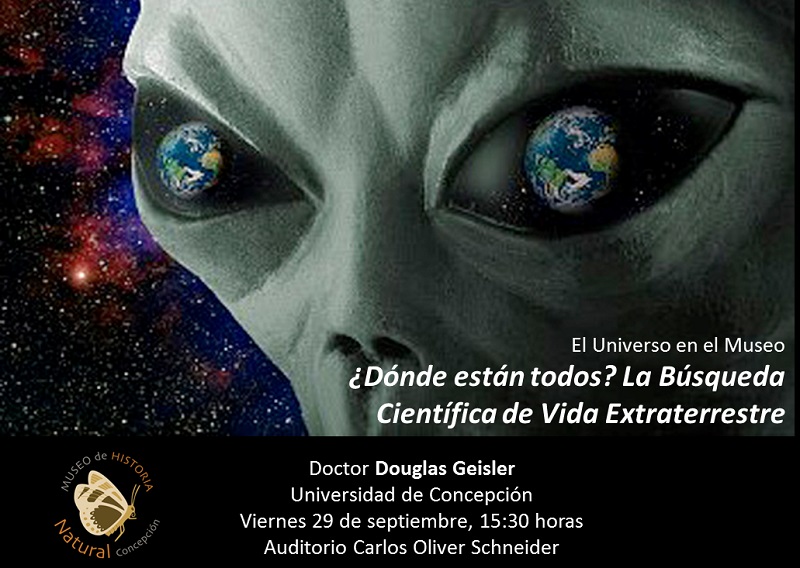 El Universo en el Museo
¿Dónde están todos? La Búsqueda
Científica de Vida Extraterrestre
MUSEO de HISTORIA
Natural Concepción
Doctor Douglas Geisler
Universidad de Concepción
Viernes 29 de septiembre, 15:30 horas
Auditorio Carlos Oliver Schneider